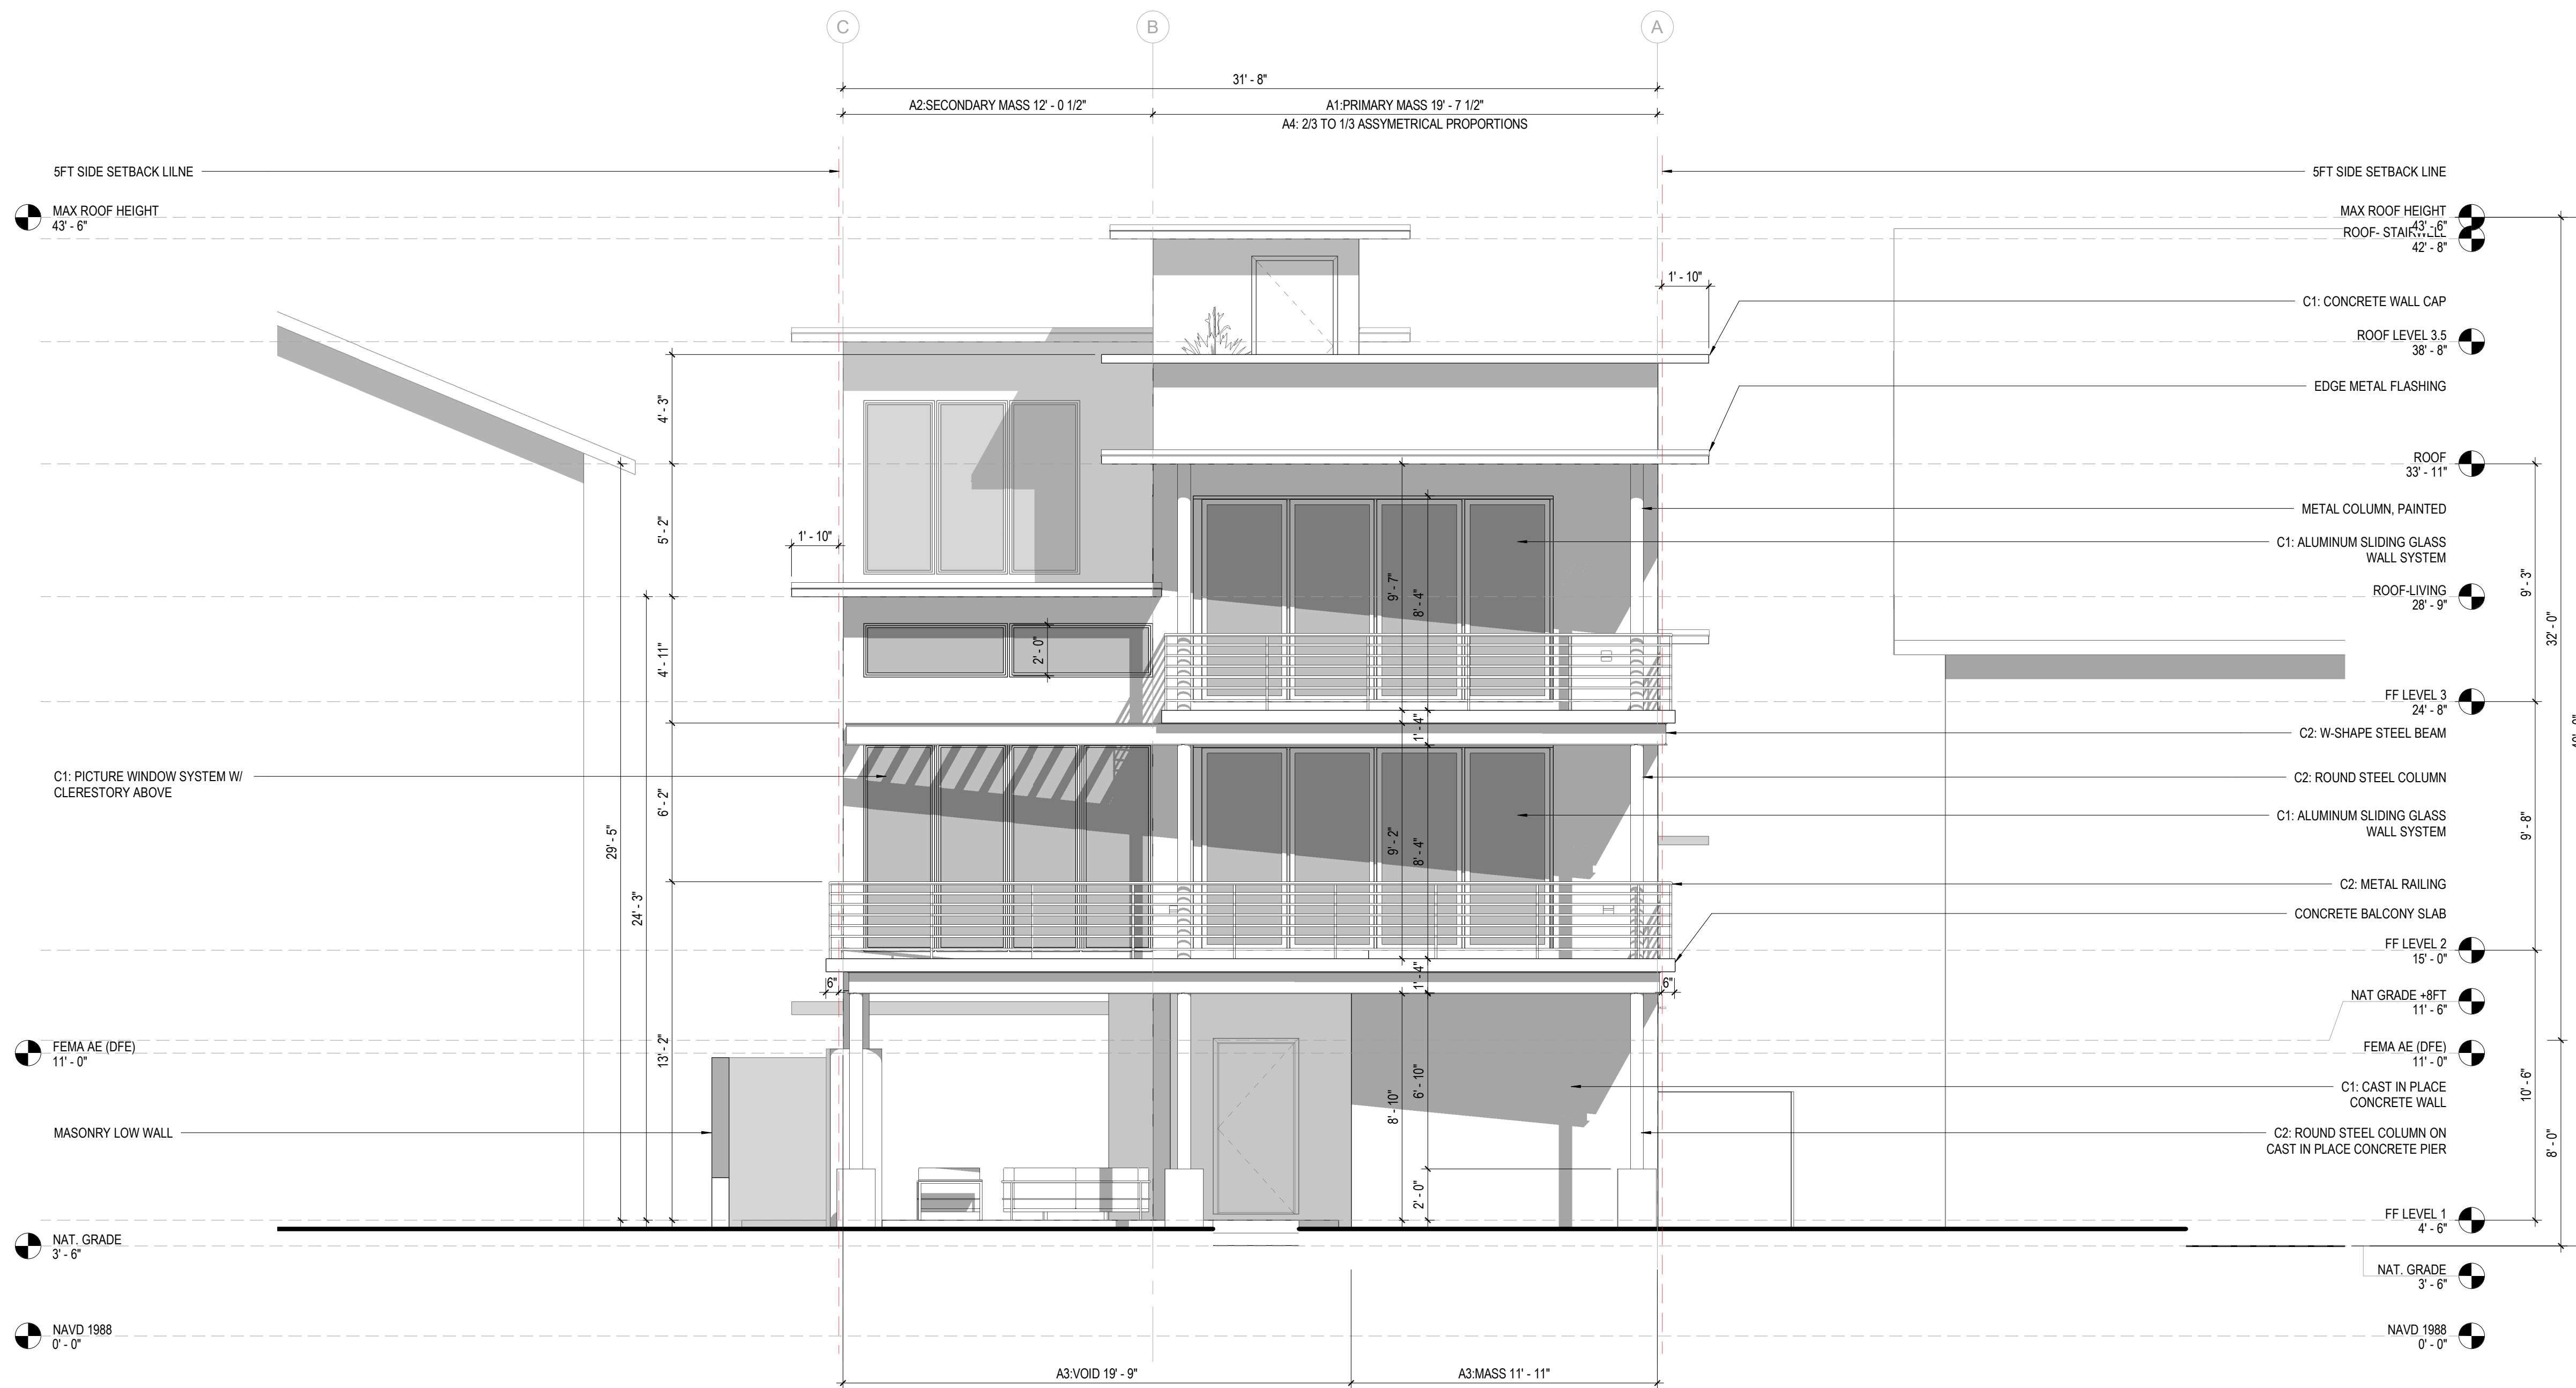 C
B
A
31' - 8"
A2:SECONDARY MASS 12' - 0 1/2"
A1:PRIMARY MASS 19' - 7 1/2"
A4: 2/3 TO 1/3 ASSYMETRICAL PROPORTIONS
5FT SIDE SETBACK LILNE
5FT SIDE SETBACK LINE
MAX ROOF HEIGHT
43' - 6"
MAX ROOF HEIGHT
43' - 6"
ROOF- STAIRWELL
42' - 8"
1' - 10"
C1: CONCRETE WALL CAP
ROOF LEVEL 3.5
38' - 8"
EDGE METAL FLASHING
4' - 3"
ROOF
33' - 11"
METAL COLUMN, PAINTED
5' - 2"
1' - 10"
C1: ALUMINUM SLIDING GLASS
WALL SYSTEM
9' - 7"
8' - 4"
9' - 3"
ROOF-LIVING
28' - 9"
32' - 0"
4' - 11"
2' - 0"
FF LEVEL 3
24' - 8"
1' - 4"
C2: W-SHAPE STEEL BEAM
C1: PICTURE WINDOW SYSTEM W/
CLERESTORY ABOVE
C2: ROUND STEEL COLUMN
6' - 2"
C1: ALUMINUM SLIDING GLASS
WALL SYSTEM
29' - 5"
9' - 2"
8' - 4"
9' - 8"
C2: METAL RAILING
24' - 3"
CONCRETE BALCONY SLAB
FF LEVEL 2
15' - 0"
6"
1' - 4"
6"
NAT GRADE +8FT
11' - 6"
FEMA AE (DFE)
11' - 0"
13' - 2"
FEMA AE (DFE)
11' - 0"
6' - 10"
8' - 10"
C1: CAST IN PLACE
CONCRETE WALL
10' - 6"
MASONRY LOW WALL
C2: ROUND STEEL COLUMN ON
CAST IN PLACE CONCRETE PIER
8' - 0"
2' - 0"
FF LEVEL 1
4' - 6"
NAT. GRADE
3' - 6"
NAT. GRADE
3' - 6"
NAVD 1988
0' - 0"
NAVD 1988
0' - 0"
A3:VOID 19' - 9"
A3:MASS 11' - 11"